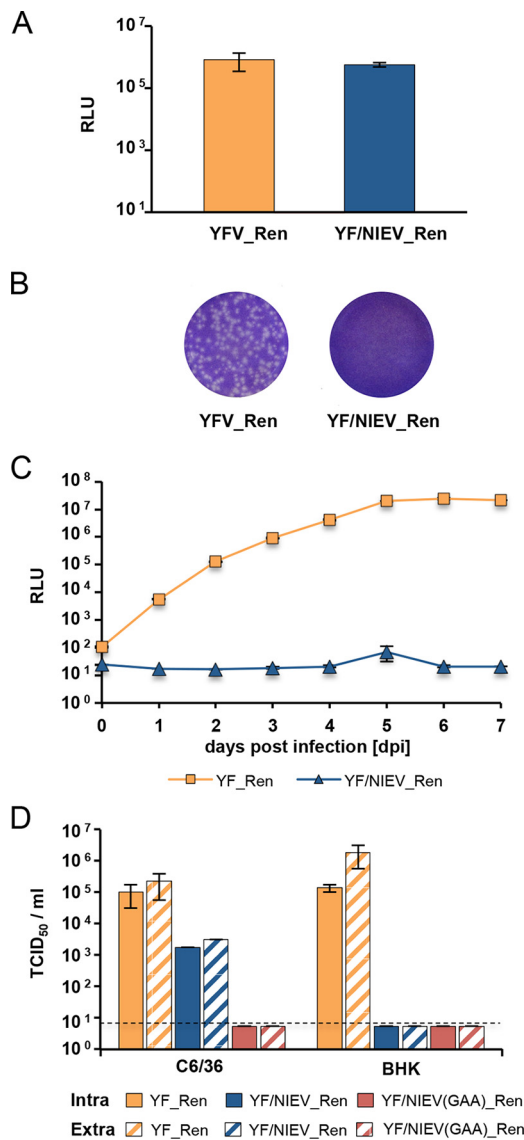 A
10^7
10^5
10^3
10^1
RLU
YFV_Ren YF/NIEV_Ren
B
YFV_Ren YF/NIEV_Ren
C
10^8
10^7
10^6
10^5
10^4
10^3
10^2
10^1
10^0
RLU
0 1 2 3 4 5 6 7
days post infection [dpi]
YF_Ren YF/NIEV_Ren
D
10^7
10^6
10^5
10^4
10^3
10^2
10^1
10^0
TCID50 / ml
C6/36 BHK
Intra YF_Ren YF/NIEV_Ren YF/NIEV(GAA)_Ren
Extra YF_Ren YF/NIEV_Ren YF/NIEV(GAA)_Ren